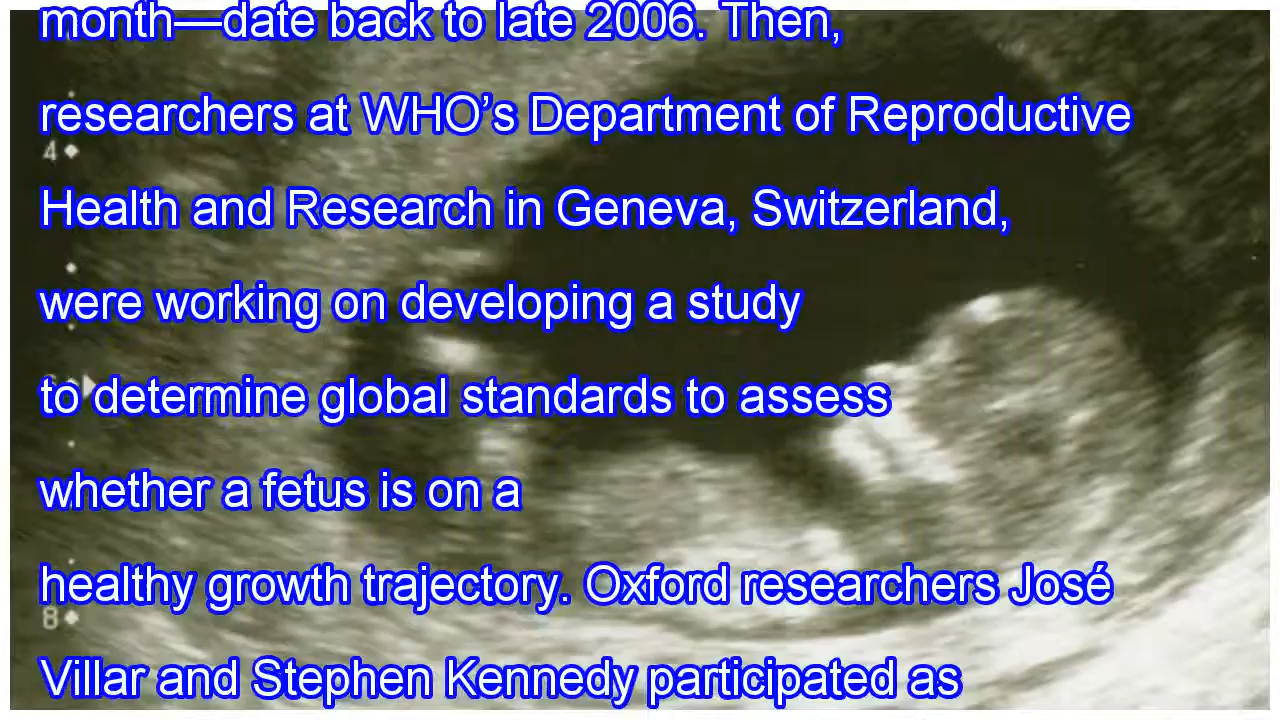 month—date back to late 2006. Then,
researchers at WHO’s Department of Reproductive
4
Health and Research in Geneva, Switzerland,
were working on developing a study
to determine global standards to assess
whether a fetus is on a
healthy growth trajectory. Oxford researchers José
8
Villar and Stephen Kennedy participated as